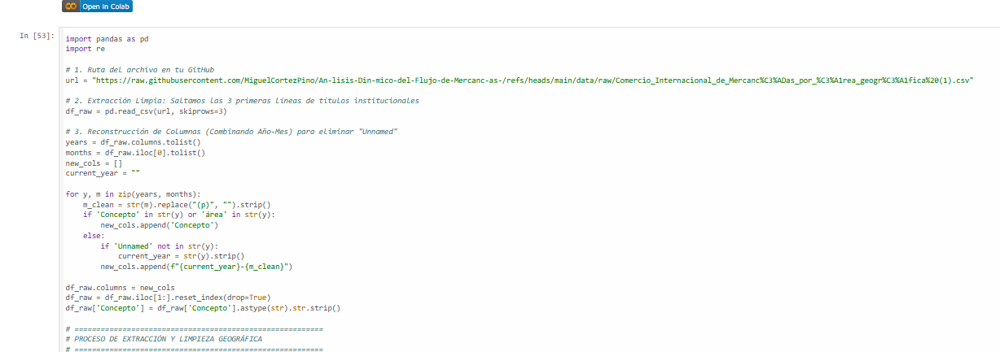 Open in Colab
In [53]:
import pandas as pd
import re
# 1. Ruta del archivo en tu GitHub
url = "https://raw.githubusercontent.com/MiguelCortezPino/An-lisis-Din-mico-del-Flujo-de-Mercanc-as-/refs/heads/main/data/raw/Comercio_Internacional_de_Mercanc%C3%ADas_por_%C3%A1rea_geogr%C3%A1fica%20(1).csv"
# 2. Extracción Limpia: Saltamos las 3 primeras líneas de títulos institucionales
df_raw = pd.read_csv(url, skiprows=3)
# 3. Reconstrucción de Columnas (Combinando Año-Mes) para eliminar "Unnamed"
years = df_raw.columns.tolist()
months = df_raw.iloc[0].tolist()
new_cols = []
current_year = ""
for y, m in zip(years, months):
    m_clean = str(m).replace("(p)", "").strip()
    if 'Concepto' in str(y) or 'área' in str(y):
        new_cols.append('Concepto')
    else:
        if 'Unnamed' not in str(y):
            current_year = str(y).strip()
        new_cols.append(f"{current_year}-{m_clean}")
df_raw.columns = new_cols
df_raw = df_raw.iloc[1:].reset_index(drop=True)
df_raw['Concepto'] = df_raw['Concepto'].astype(str).str.strip()
# ==========================================================
# PROCESO DE EXTRACCIÓN Y LIMPIEZA GEOGRÁFICA
# ==========================================================